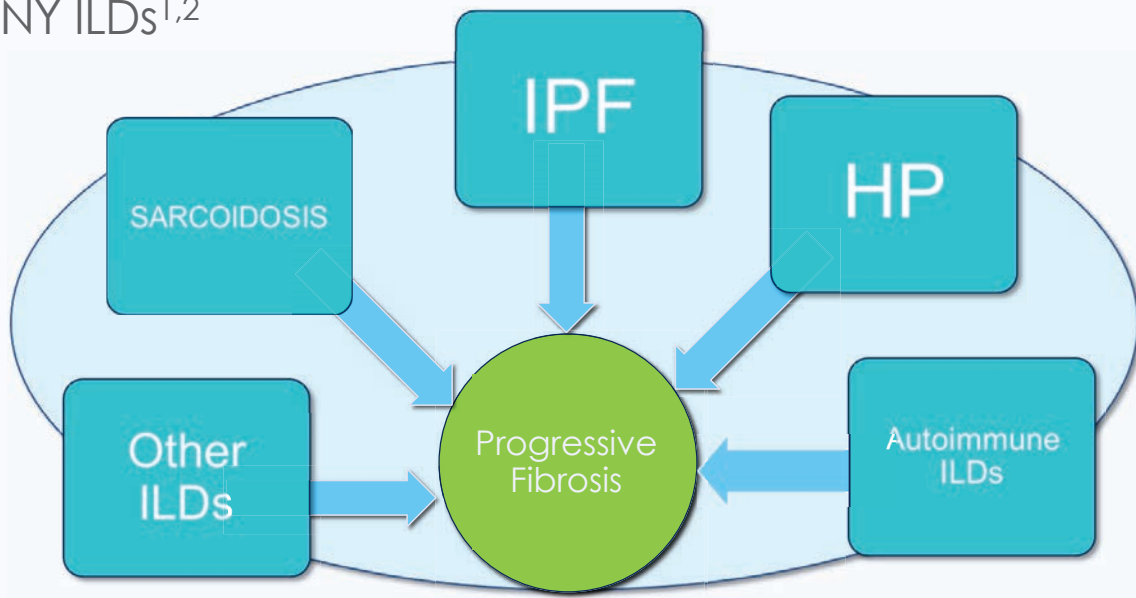 NY ILDs1,2
IPF
HP
SARCOIDOSIS
Other
ILDs
Progressive
Fibrosis
Autoimmune
ILDs